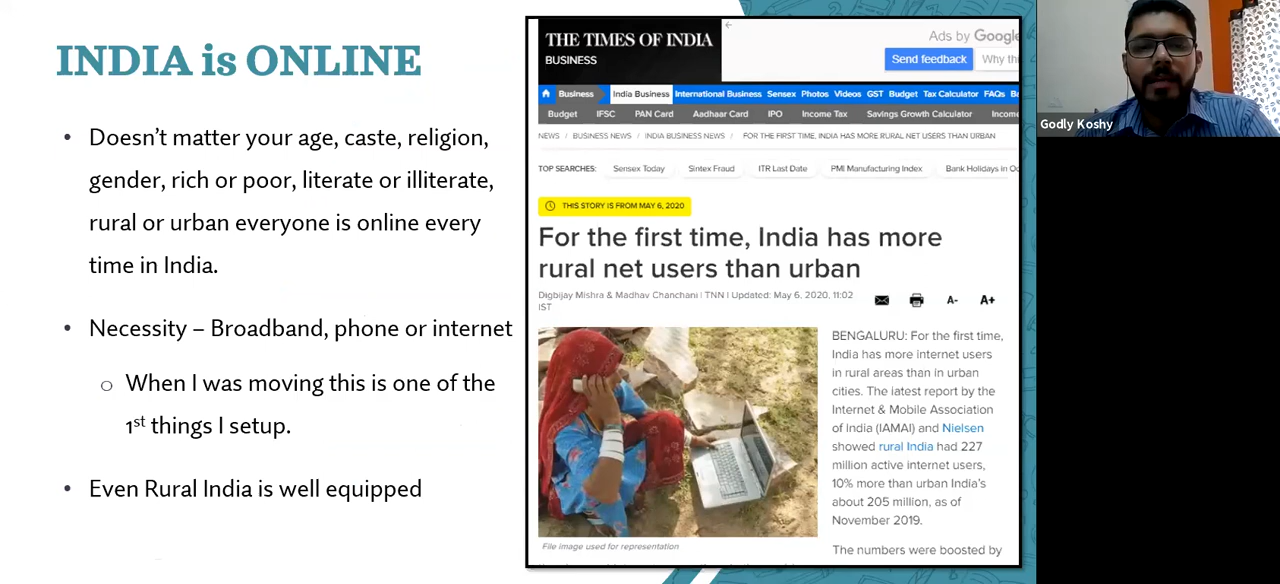 INDIA is ONLINE
• Doesn't matter your age, caste, religion,
gender, rich or poor, literate or illiterate,
rural or urban everyone is online every
time in India.
• Necessity – Broadband, phone or internet
o When I was moving this is one of the
1st things I setup.
• Even Rural India is well equipped
THE TIMES OF INDIA
BUSINESS
Ads by Google
Send feedback
Why
Business India Business International Business Sensex Photos Videos GST Budget Tax Calculator FAQs
Budget IFSC PAN Card Aadhaar Card IPO Income Tax Savings Growth Calculator
NEWS / BUSINESS NEWS / INDIA BUSINESS NEWS / FOR THE FIRST TIME, INDIA HAS MORE RURAL NET USERS THAN URBAN
TOP SEARCHES: Sensex Today Sintex Fraud ITR Last Date PMI Manufacturing Index Bank Holidays in
THIS STORY IS FROM MAY 6, 2020
For the first time, India has more
rural net users than urban
Digbijay Mishra & Madhav Chanchani | TNN | Updated: May 6, 2020, 11:02
IST
A- A+
BENGALURU: For the first time,
India has more internet users
in rural areas than in urban
cities. The latest report by the
Internet & Mobile Association
of India (IAMAI) and Nielsen
showed rural India had 227
million active internet users,
10% more than urban India's
about 205 million, as of
November 2019.
The numbers were boosted by
File image used for representation
Godly Koshy